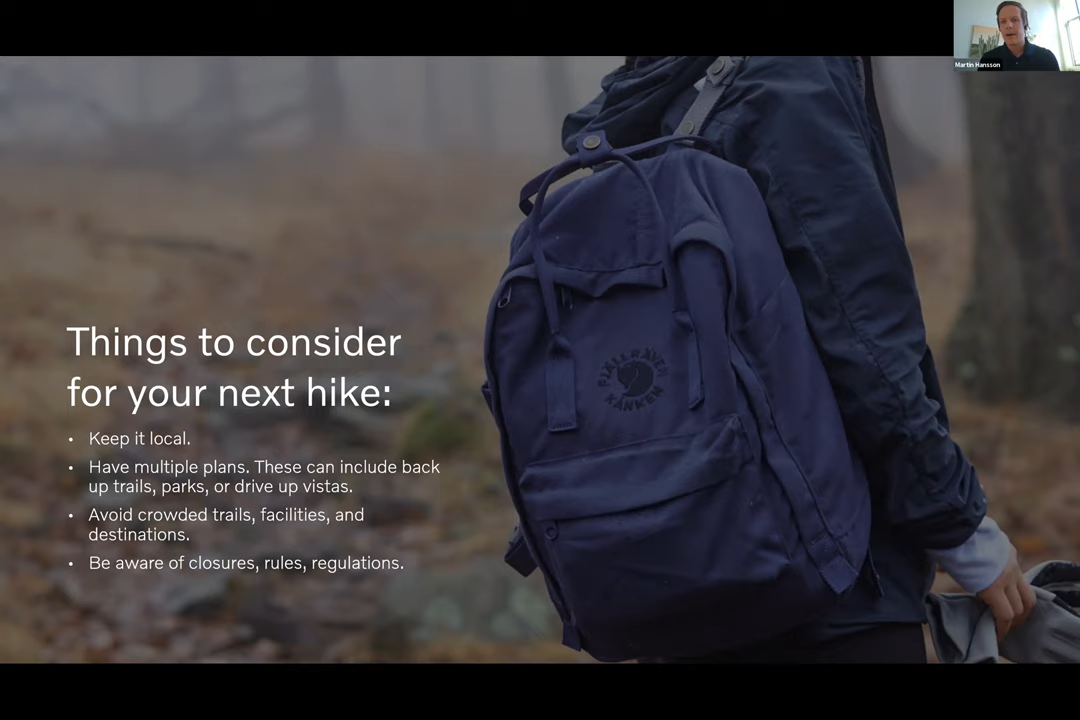 Martin Hansson
FJÄLLRÄVEN
KÅNKEN
Things to consider
for your next hike:
• Keep it local.
• Have multiple plans. These can include back
up trails, parks, or drive up vistas.
• Avoid crowded trails, facilities, and
destinations.
• Be aware of closures, rules, regulations.